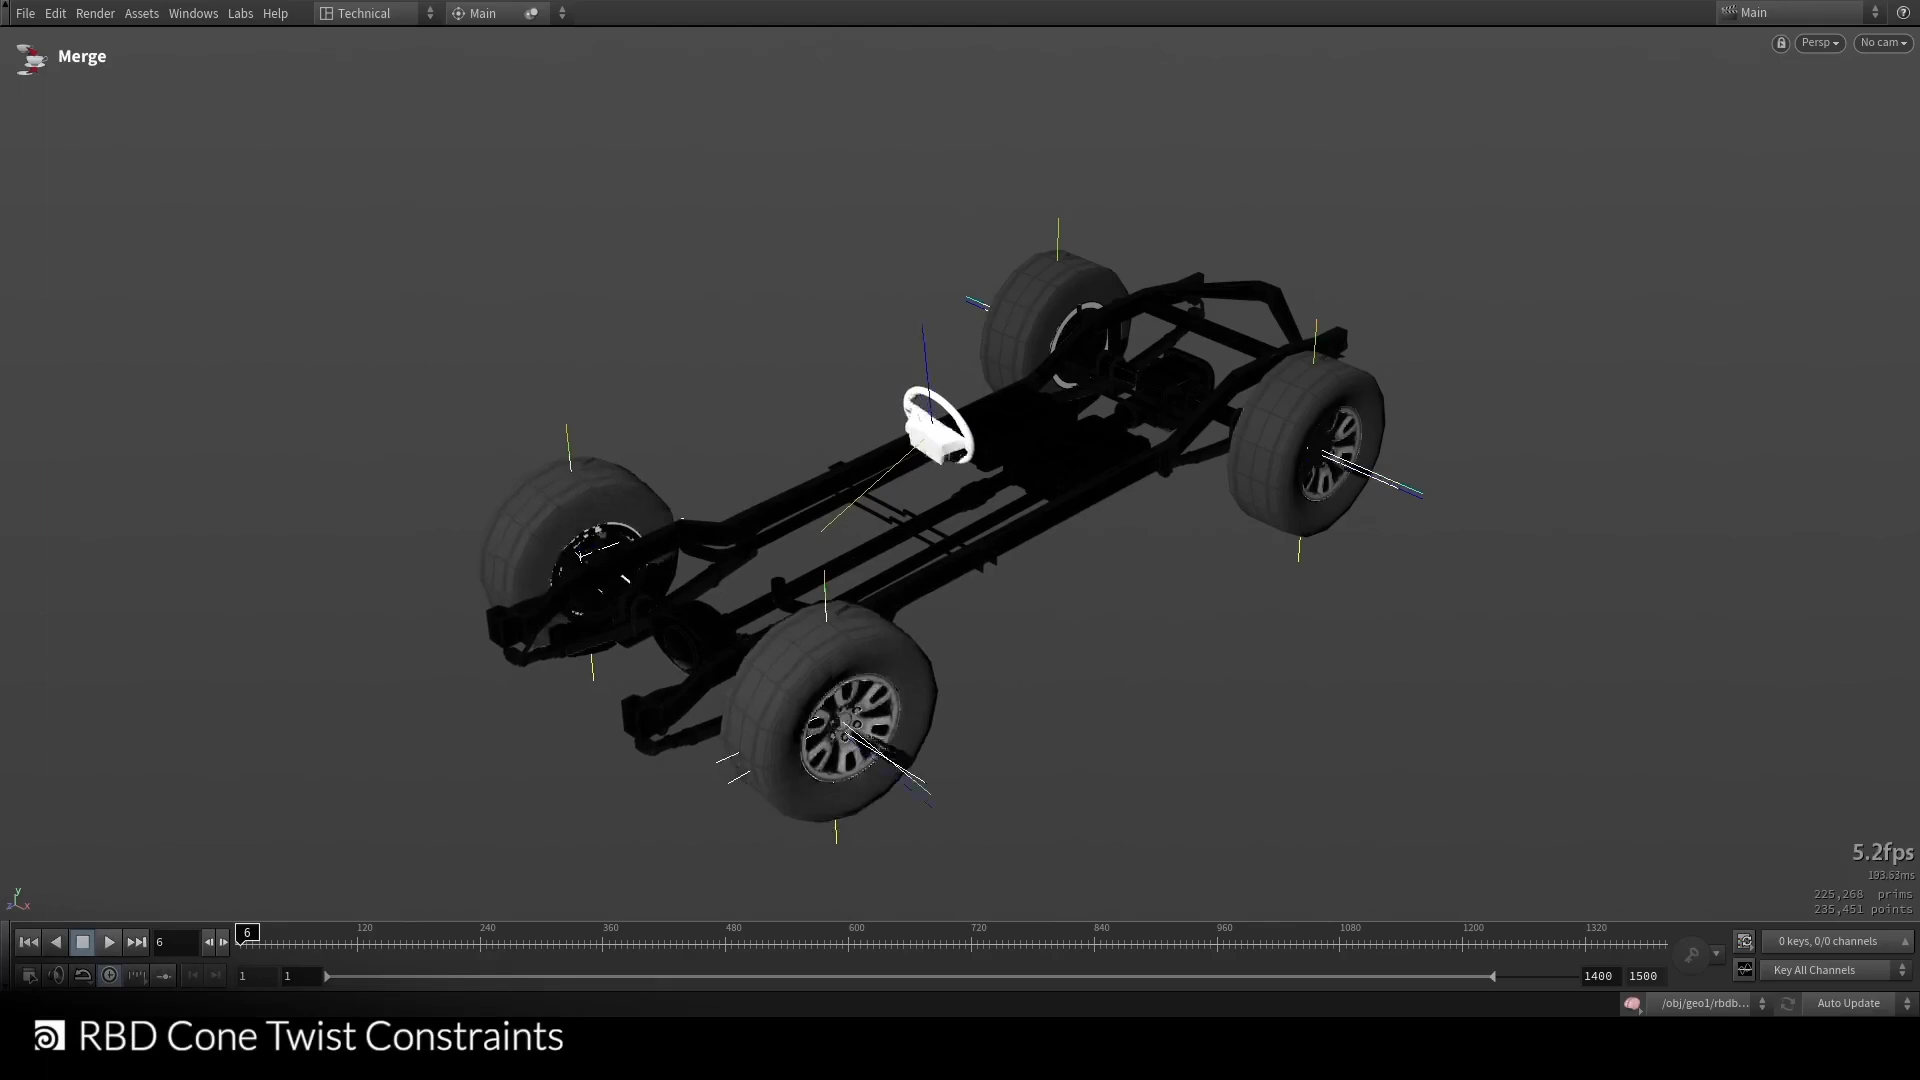 File Edit Render Assets Windows Labs Help Technical Main Main
Merge
Persp No cam
5.2fps
193.63ms
225,268 prims
235,451 points
y
z x
6 6 120 240 360 480 600 720 840 960 1080 1200 1320 0 keys, 0/0 channels
1 1 1400 1500 Key All Channels
/obj/geo1/rbdb... Auto Update
RBD Cone Twist Constraints